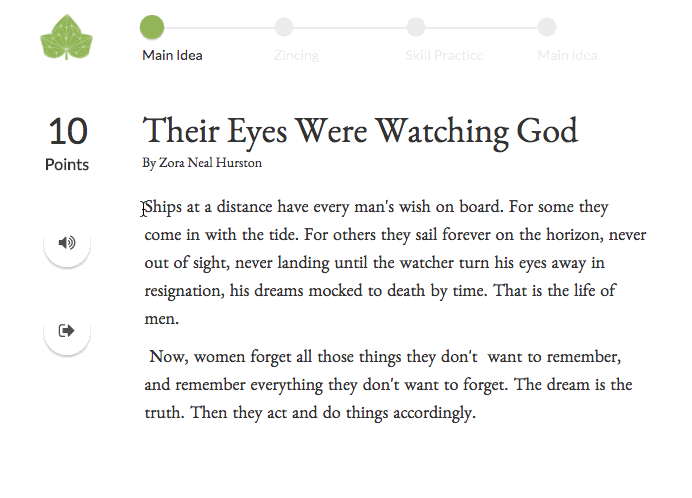 Main Idea
Zincing
Skill Practice
Main Idea
10
Points
Their Eyes Were Watching God
By Zora Neal Hurston
Ships at a distance have every man's wish on board. For some they
come in with the tide. For others they sail forever on the horizon, never
out of sight, never landing until the watcher turn his eyes away in
resignation, his dreams mocked to death by time. That is the life of
men.
Now, women forget all those things they don't  want to remember,
and remember everything they don't want to forget. The dream is the
truth. Then they act and do things accordingly.